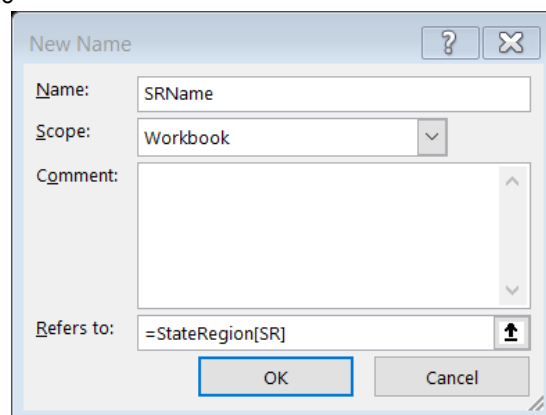 New Name
Name: SRName
Scope: Workbook
Comment:
Refers to: =StateRegion[SR]
OK Cancel